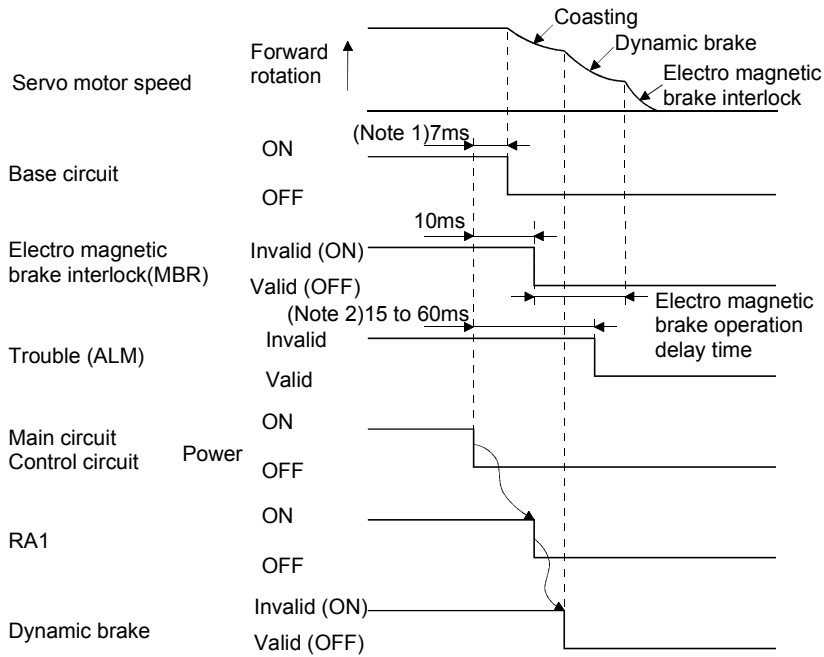 Coasting
Dynamic brake
Electro magnetic
brake interlock
Forward
rotation
Servo motor speed
(Note 1)7ms
ON
Base circuit
OFF
10ms
Electro magnetic
brake interlock(MBR)
Invalid (ON)
Valid (OFF)
Electro magnetic
brake operation
delay time
(Note 2)15 to 60ms
Invalid
Trouble (ALM)
Valid
ON
Main circuit
Control circuit
Power
OFF
ON
RA1
OFF
Invalid (ON)
Dynamic brake
Valid (OFF)